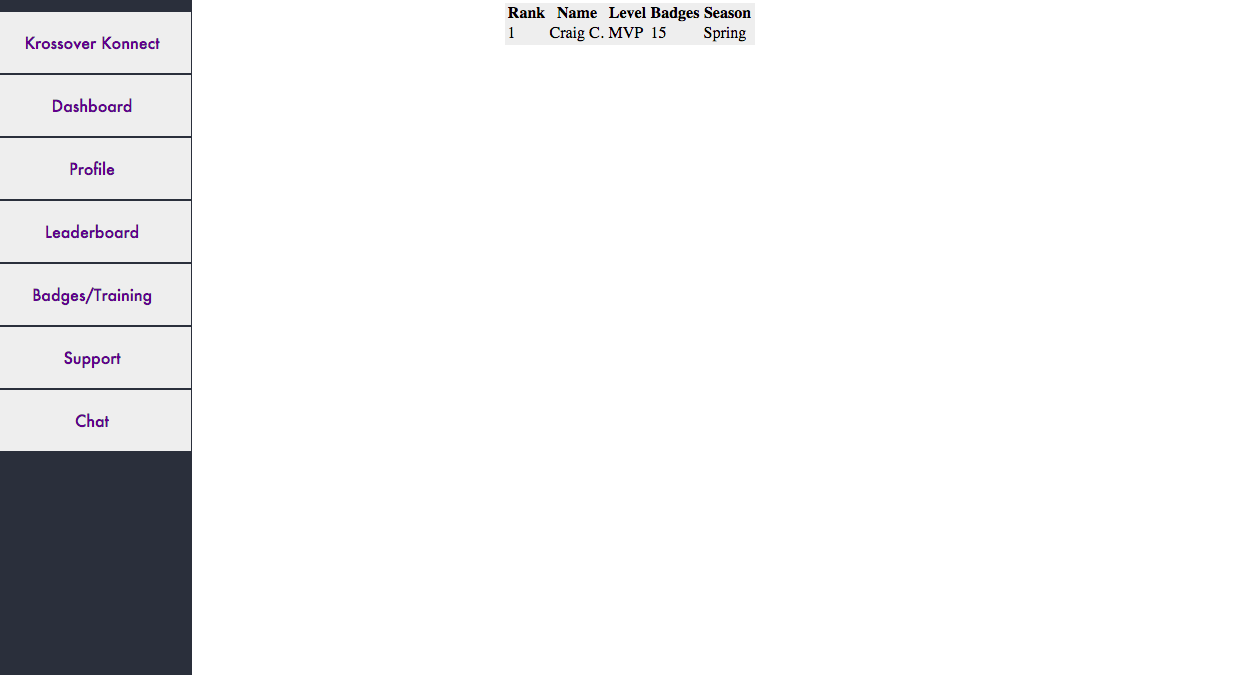 Krossover Konnect
Dashboard
Profile
Leaderboard
Badges/Training
Support
Chat
Rank Name Level Badges Season
1 Craig C. MVP 15 Spring